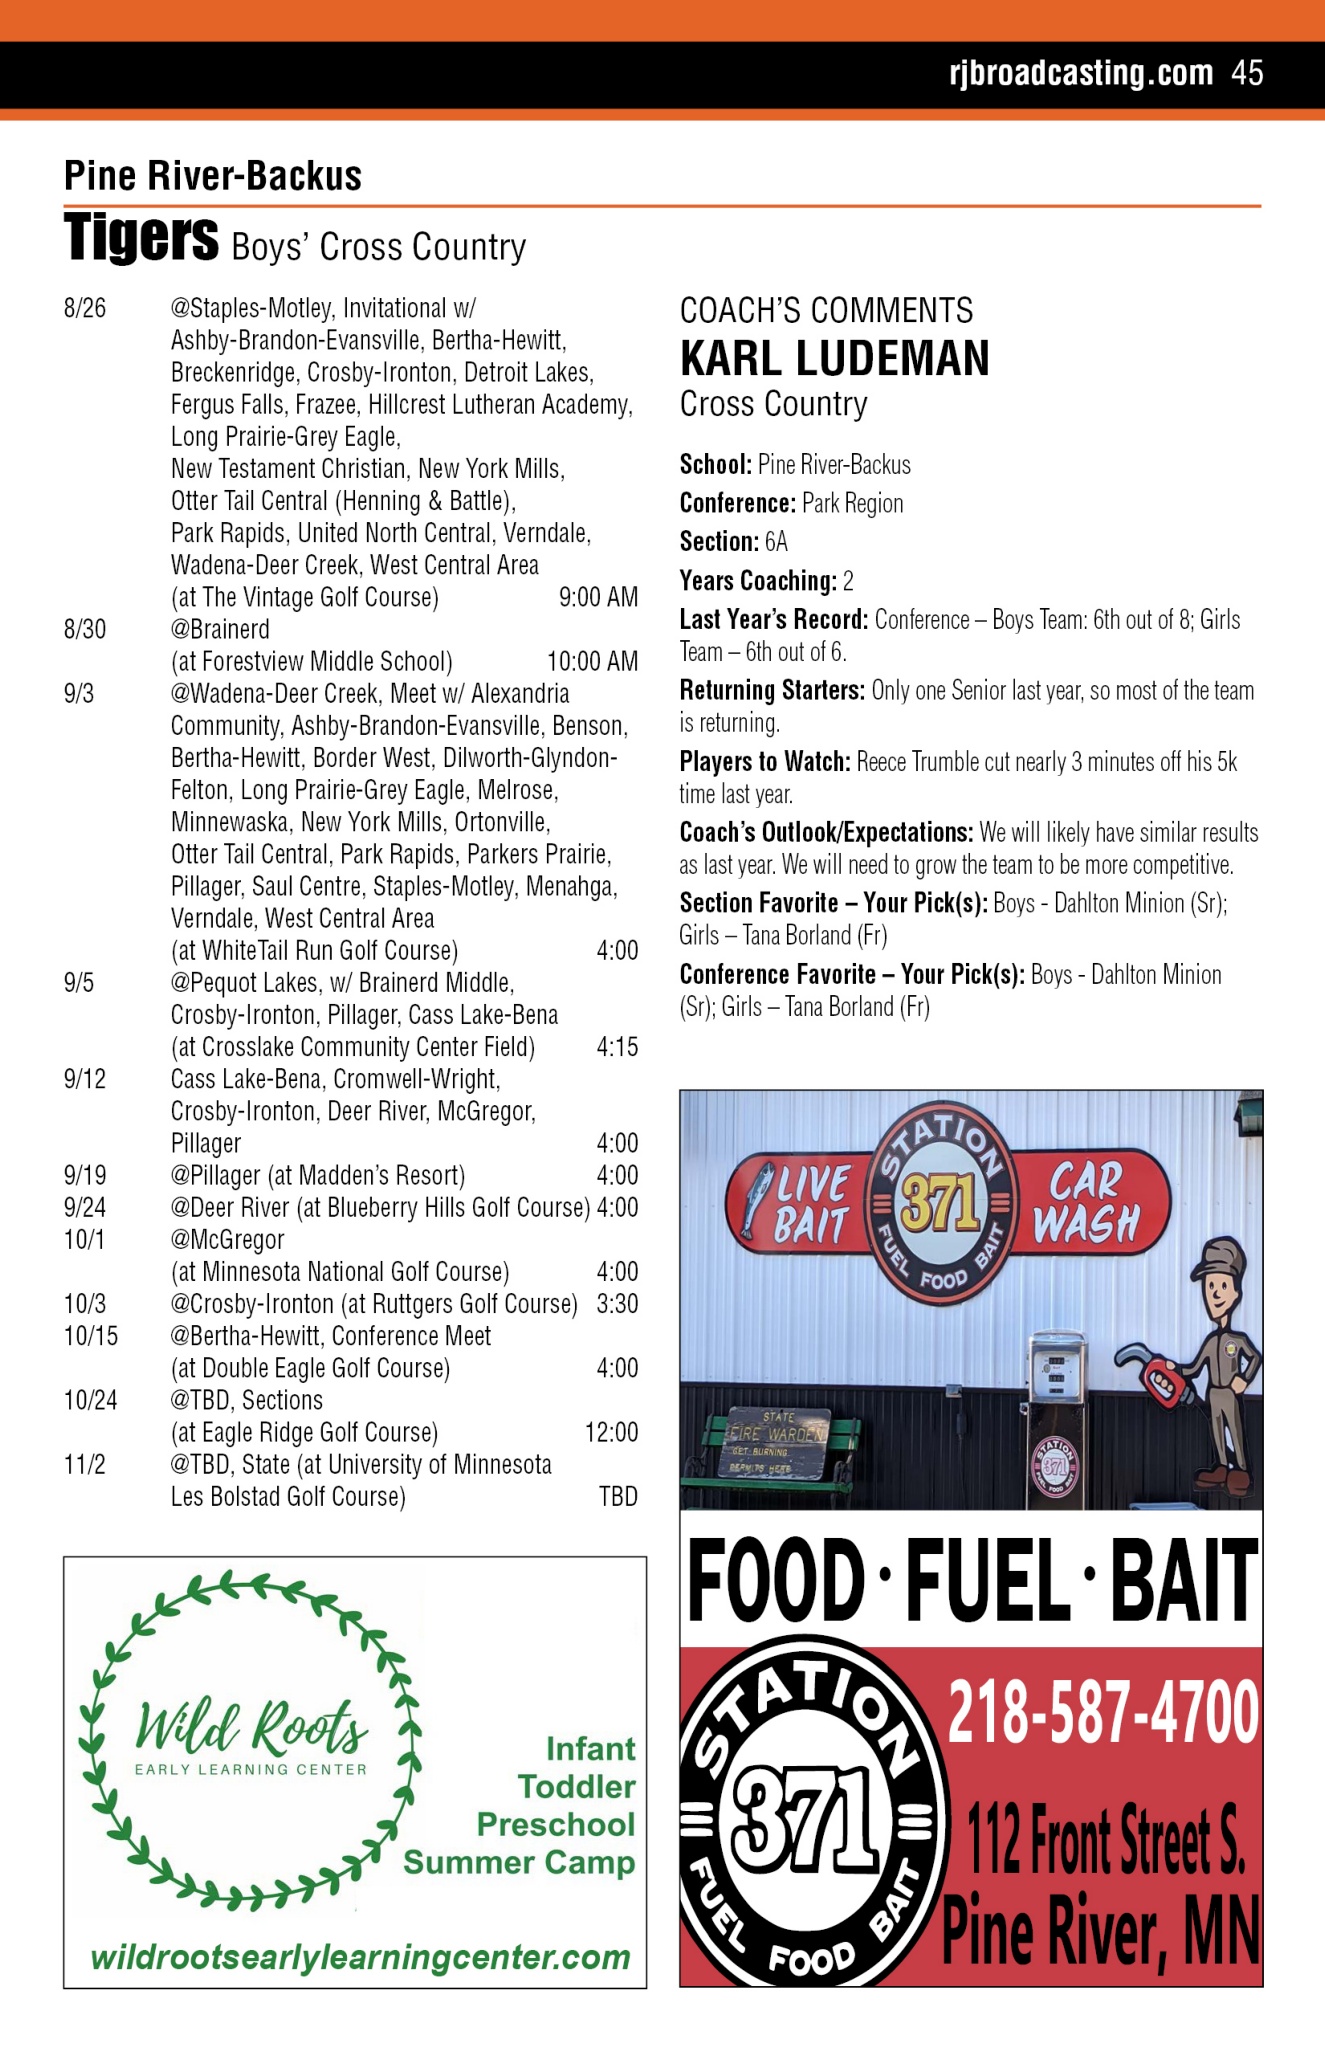 rjbroadcasting.com 45
Pine River-Backus
Tigers Boys’ Cross Country
8/26 @Staples-Motley, Invitational w/
Ashby-Brandon-Evansville, Bertha-Hewitt,
Breckenridge, Crosby-Ironton, Detroit Lakes,
Fergus Falls, Frazee, Hillcrest Lutheran Academy,
Long Prairie-Grey Eagle,
New Testament Christian, New York Mills,
Otter Tail Central (Henning & Battle),
Park Rapids, United North Central, Verndale,
Wadena-Deer Creek, West Central Area
(at The Vintage Golf Course) 9:00 AM
8/30 @Brainerd
(at Forestview Middle School) 10:00 AM
9/3 @Wadena-Deer Creek, Meet w/ Alexandria
Community, Ashby-Brandon-Evansville, Benson,
Bertha-Hewitt, Border West, Dilworth-Glyndon-
Felton, Long Prairie-Grey Eagle, Melrose,
Minnewaska, New York Mills, Ortonville,
Otter Tail Central, Park Rapids, Parkers Prairie,
Pillager, Saul Centre, Staples-Motley, Menahga,
Verndale, West Central Area
(at WhiteTail Run Golf Course) 4:00
9/5 @Pequot Lakes, w/ Brainerd Middle,
Crosby-Ironton, Pillager, Cass Lake-Bena
(at Crosslake Community Center Field) 4:15
9/12 Cass Lake-Bena, Cromwell-Wright,
Crosby-Ironton, Deer River, McGregor,
Pillager 4:00
9/19 @Pillager (at Madden’s Resort) 4:00
9/24 @Deer River (at Blueberry Hills Golf Course) 4:00
10/1 @McGregor
(at Minnesota National Golf Course) 4:00
10/3 @Crosby-Ironton (at Ruttgers Golf Course) 3:30
10/15 @Bertha-Hewitt, Conference Meet
(at Double Eagle Golf Course) 4:00
10/24 @TBD, Sections
(at Eagle Ridge Golf Course) 12:00
11/2 @TBD, State (at University of Minnesota
Les Bolstad Golf Course) TBD
COACH’S COMMENTS
KARL LUDEMAN
Cross Country
School: Pine River-Backus
Conference: Park Region
Section: 6A
Years Coaching: 2
Last Year’s Record: Conference – Boys Team: 6th out of 8; Girls
Team – 6th out of 6.
Returning Starters: Only one Senior last year, so most of the team
is returning.
Players to Watch: Reece Trumble cut nearly 3 minutes off his 5k
time last year.
Coach’s Outlook/Expectations: We will likely have similar results
as last year. We will need to grow the team to be more competitive.
Section Favorite – Your Pick(s): Boys - Dahlton Minion (Sr);
Girls – Tana Borland (Fr)
Conference Favorite – Your Pick(s): Boys - Dahlton Minion
(Sr); Girls – Tana Borland (Fr)
Wild Roots
EARLY LEARNING CENTER
Infant
Toddler
Preschool
Summer Camp
wildrootsearlylearningcenter.com
LIVE
BAIT
STATION
371
FUEL FOOD BAIT
CAR
WASH
STATE
FIRE WARDEN
GET BURNING
PERMITS HERE
STATION
371
FUEL FOOD BAIT
FOOD · FUEL · BAIT
STATION
371
FUEL FOOD BAIT
218-587-4700
112 Front Street S.
Pine River, MN